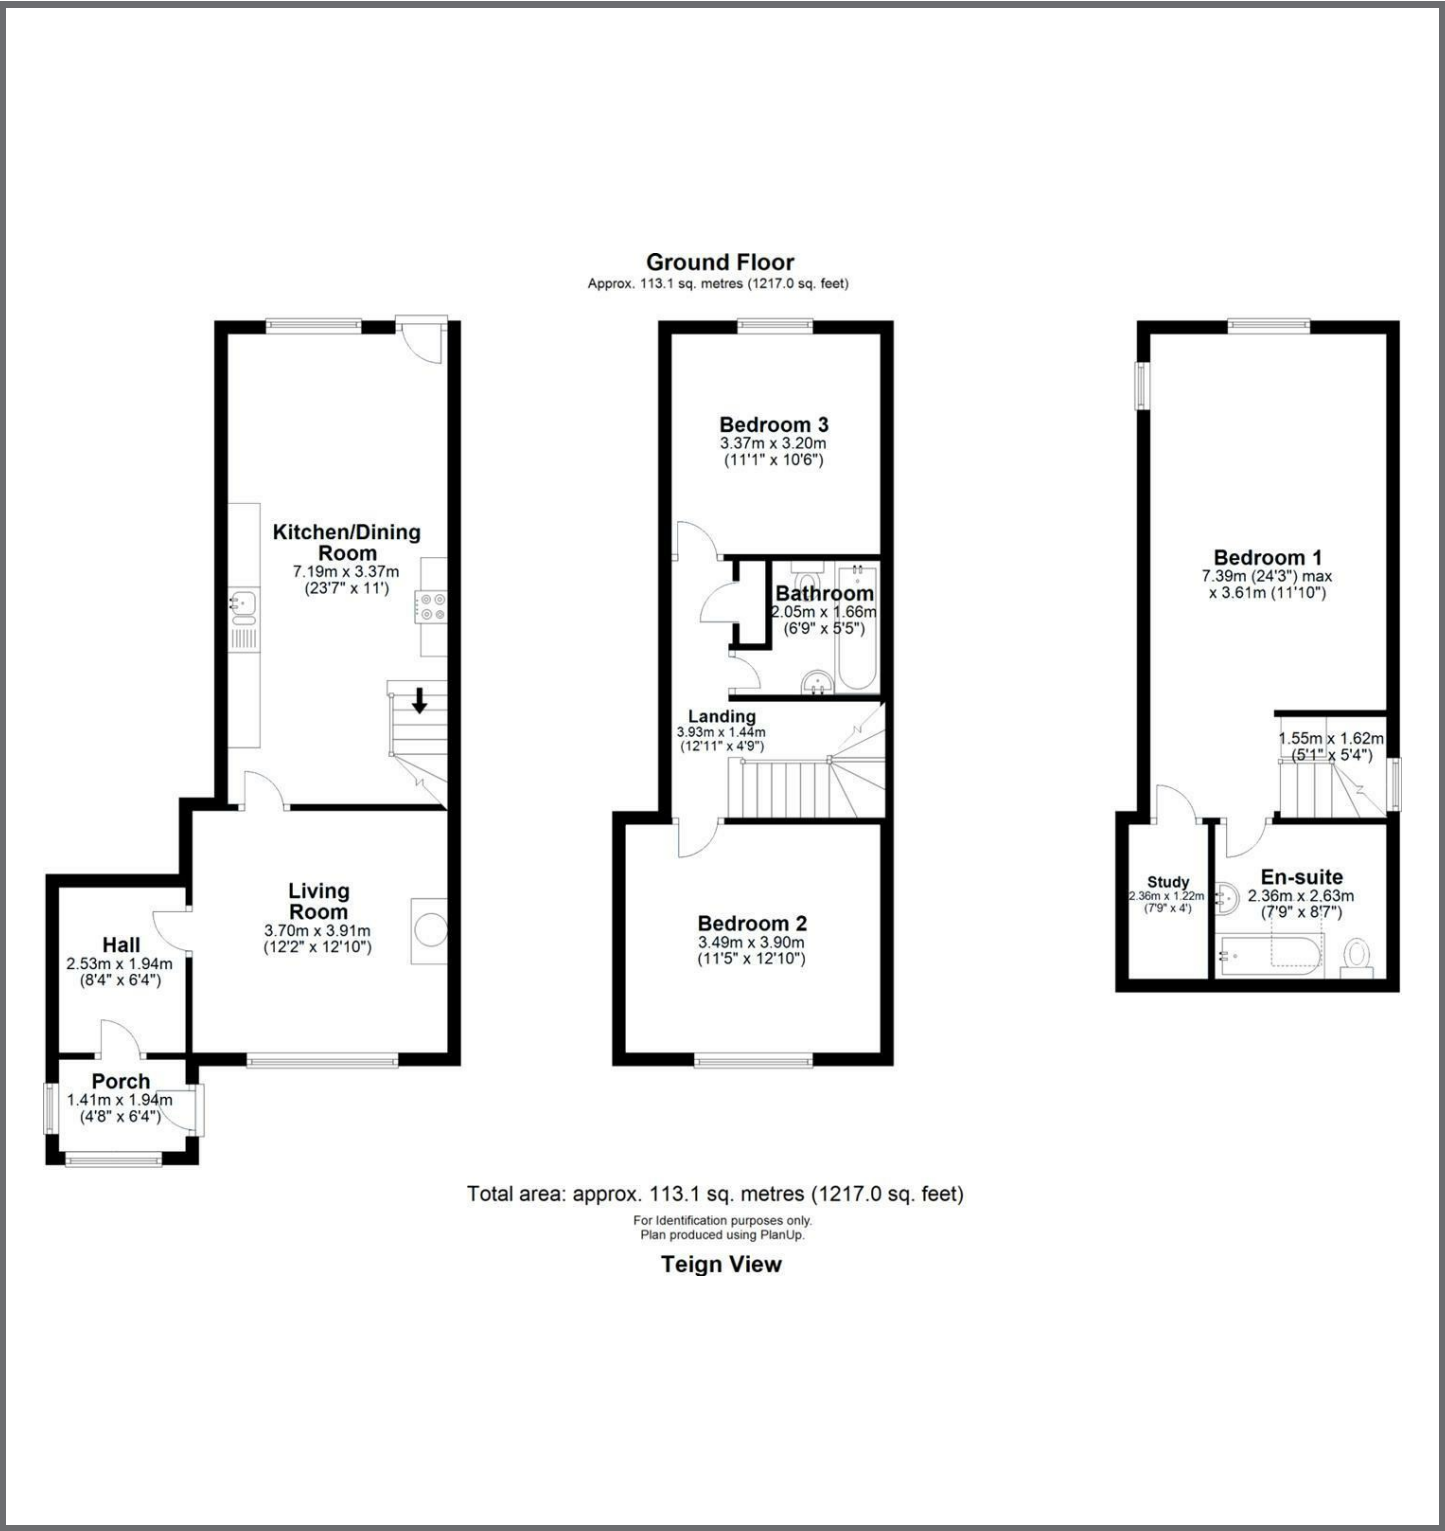 Ground Floor
Approx. 113.1 sq. metres (1217.0 sq. feet)
Kitchen/Dining
Room
7.19m x 3.37m
(23'7" x 11')
Living
Room
3.70m x 3.91m
(12'2" x 12'10")
Hall
2.53m x 1.94m
(8'4" x 6'4")
Porch
1.41m x 1.94m
(4'8" x 6'4")
Bedroom 3
3.37m x 3.20m
(11'1" x 10'6")
Bathroom
2.05m x 1.66m
(6'9" x 5'5")
Landing
3.93m x 1.44m
(12'11" x 4'9")
Bedroom 2
3.49m x 3.90m
(11'5" x 12'10")
Bedroom 1
7.39m (24'3") max
x 3.61m (11'10")
1.55m x 1.62m
(5'1" x 5'4")
Study
2.36m x 1.22m
(7'9" x 4')
En-suite
2.36m x 2.63m
(7'9" x 8'7")
Total area: approx. 113.1 sq. metres (1217.0 sq. feet)
For Identification purposes only.
Plan produced using PlanUp.
Teign View